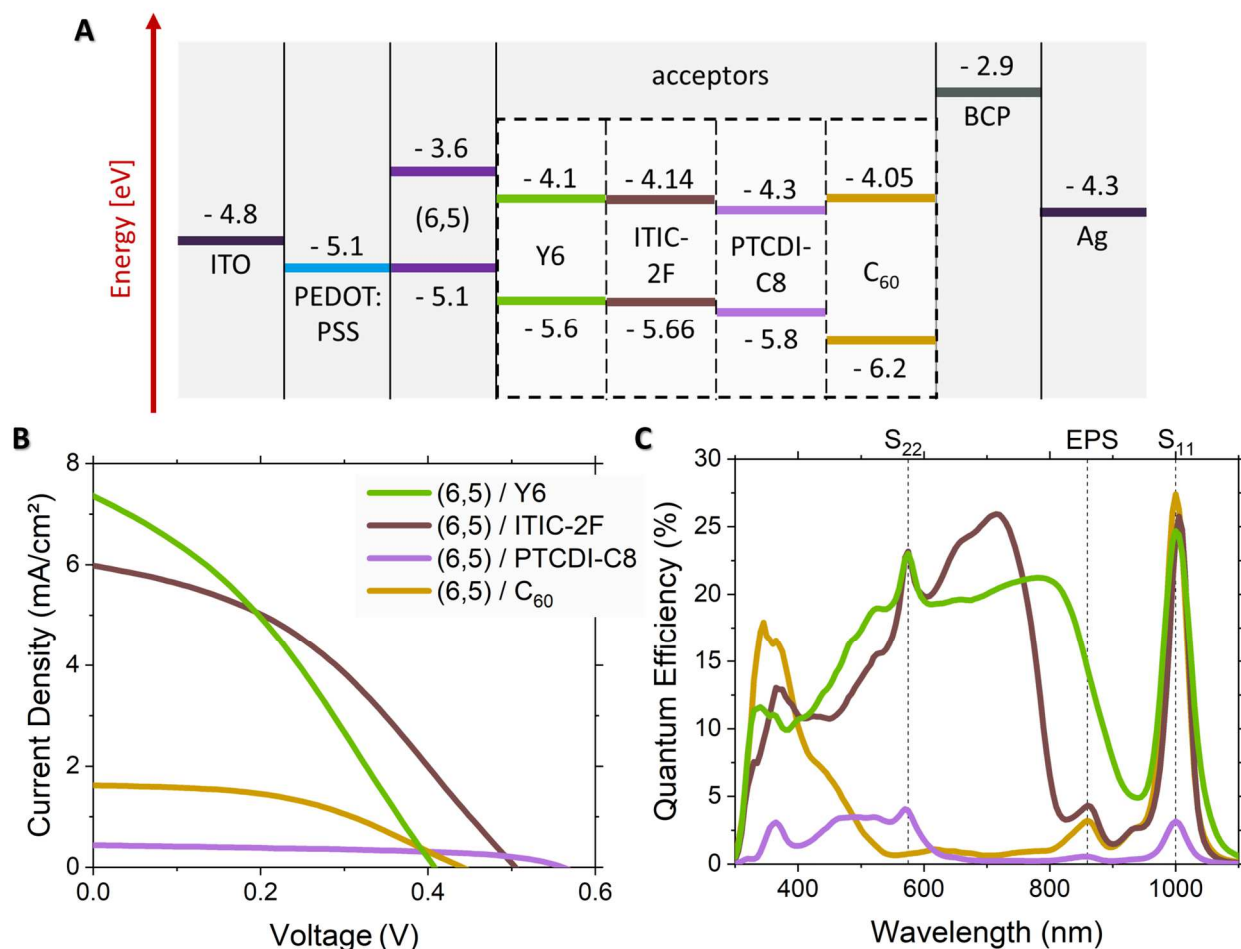 A
Energy [eV]
acceptors
- 4.8
ITO
- 5.1
PEDOT:
PSS
- 3.6
(6,5)
- 5.1
- 4.1
Y6
- 5.6
- 4.14
ITIC-
2F
- 5.66
- 4.3
PTCDI-
C8
- 5.8
- 4.05
C₆₀
- 6.2
- 2.9
BCP
- 4.3
Ag
B
Current Density (mA/cm²)
8
6
4
2
0
0.0
0.2
0.4
0.6
Voltage (V)
(6,5) / Y6
(6,5) / ITIC-2F
(6,5) / PTCDI-C8
(6,5) / C₆₀
C
S₂₂
EPS
S₁₁
Quantum Efficiency (%)
30
25
20
15
10
5
0
400
600
800
1000
Wavelength (nm)